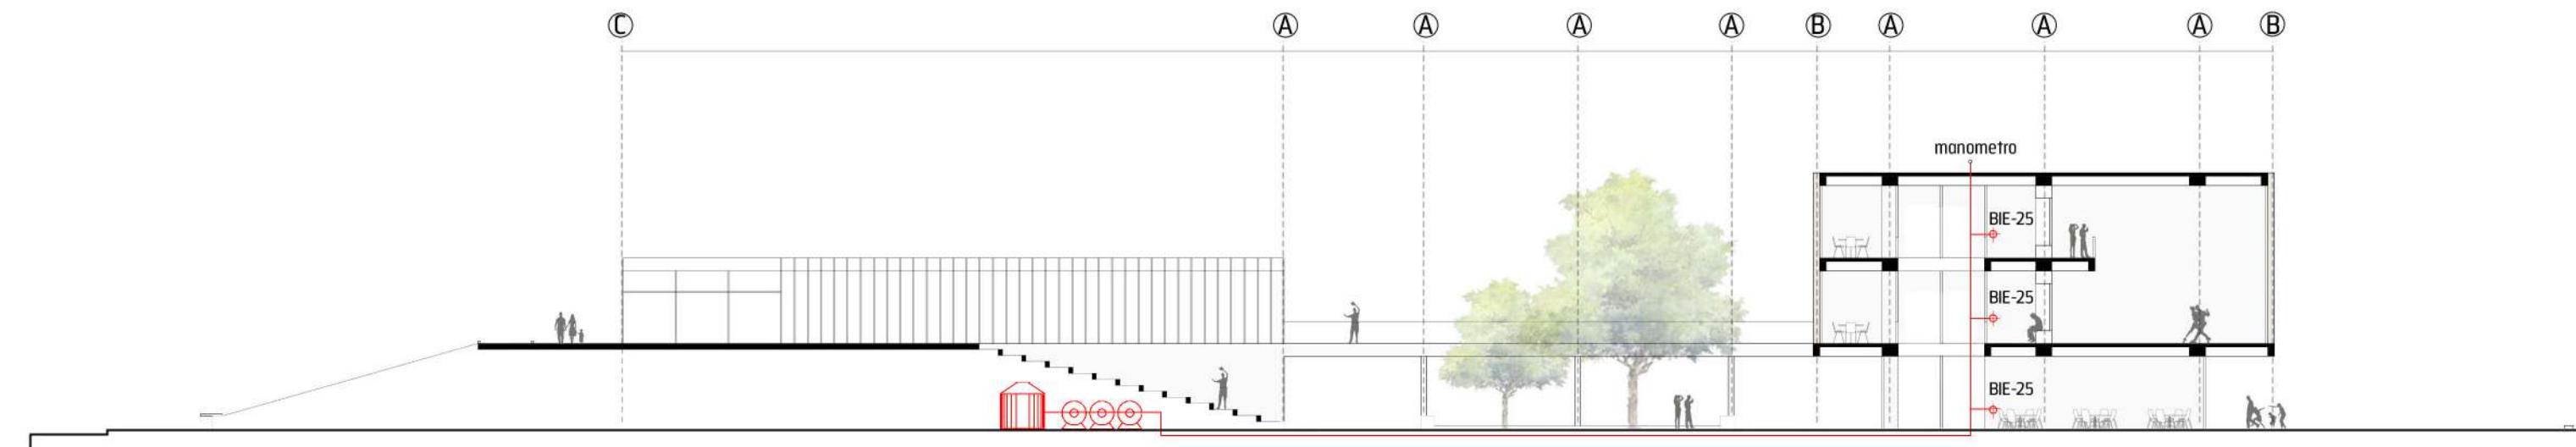 C A A A A B A A A B
manometro
BIE-25
BIE-25
BIE-25